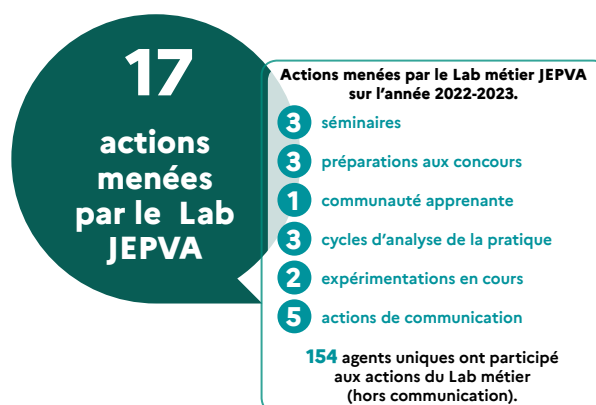 17
actions
menées
par le Lab
JEPVA
Actions menées par le Lab métier JEPVA
sur l'année 2022-2023.
3 séminaires
3 préparations aux concours
1 communauté apprenante
3 cycles d'analyse de la pratique
2 expérimentations en cours
5 actions de communication
154 agents uniques ont participé
aux actions du Lab métier
(hors communication).